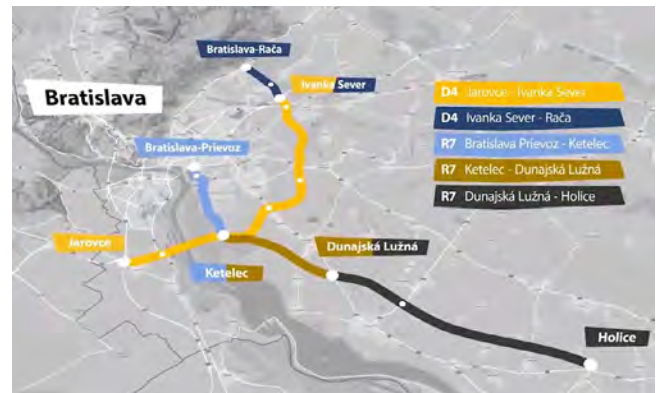 Bratislava-Rača
Ivanka Sever
Bratislava
Bratislava-Prievoz
Jarovce
Ketelec
Dunajská Lužná
Holice
D4 Jarovce - Ivanka Sever
D4 Ivanka Sever - Rača
R7 Bratislava Prievoz - Ketelec
R7 Ketelec - Dunajská Lužná
R7 Dunajská Lužná - Holice